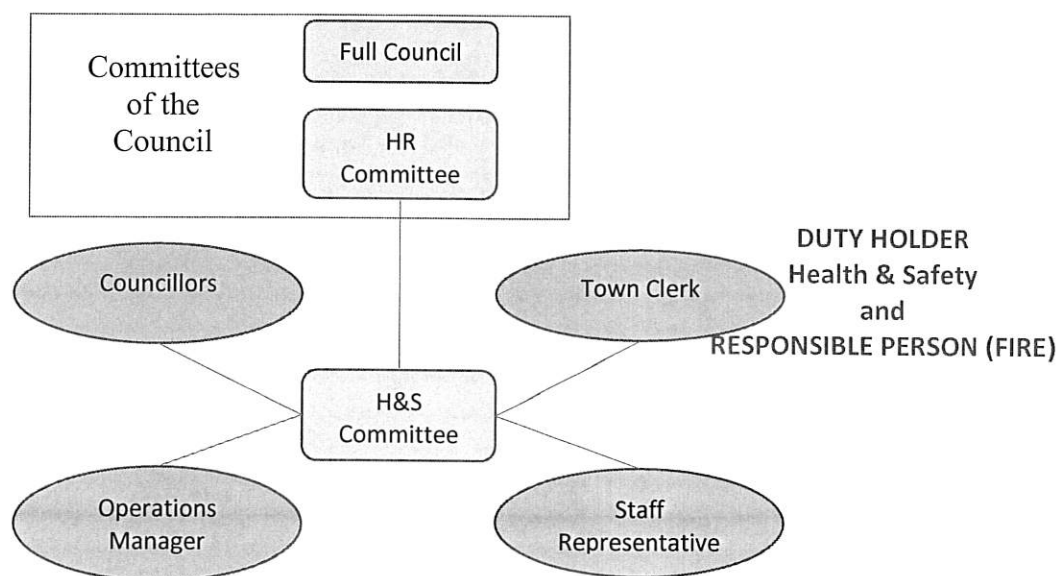 Committees
of the
Council
Full Council
HR
Committee
Councillors
Town Clerk
DUTY HOLDER
Health & Safety
and
RESPONSIBLE PERSON (FIRE)
H&S
Committee
Operations
Manager
Staff
Representative